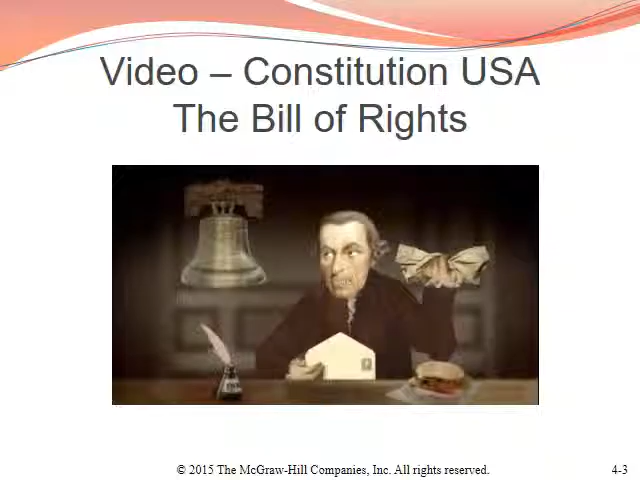 Video – Constitution USA
The Bill of Rights
© 2015 The McGraw-Hill Companies, Inc. All rights reserved.
4-3